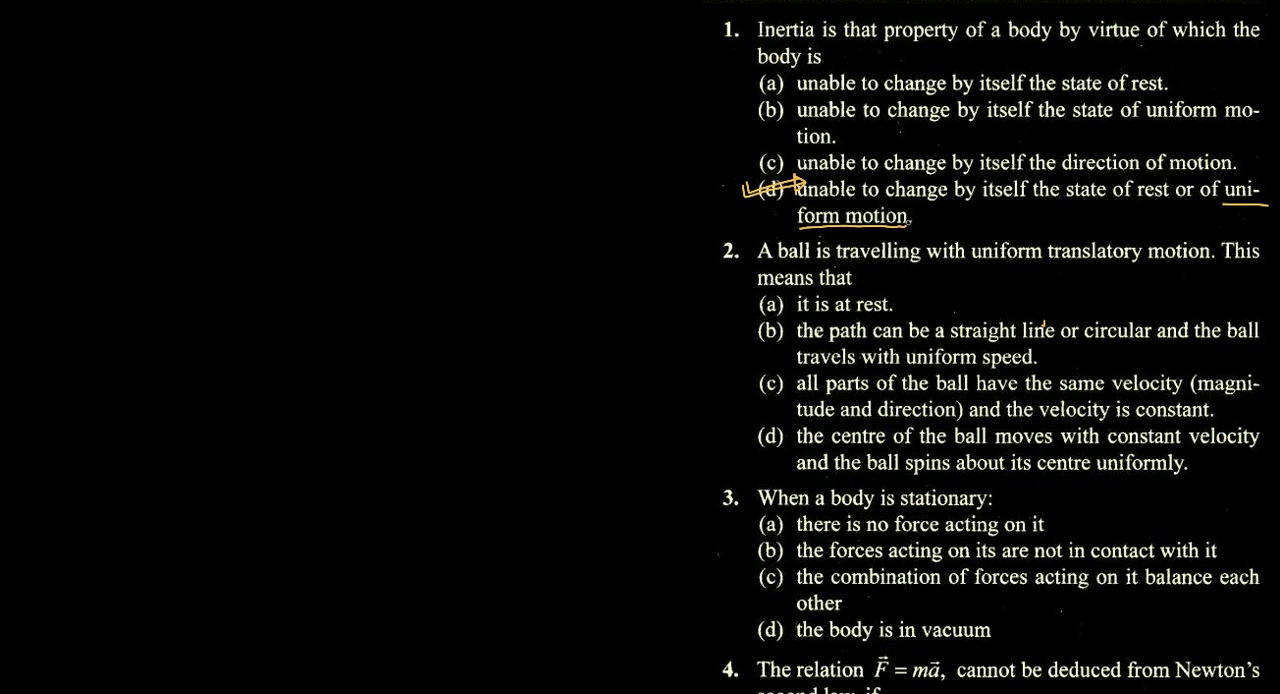 1. Inertia is that property of a body by virtue of which the
body is
(a) unable to change by itself the state of rest.
(b) unable to change by itself the state of uniform mo-
tion.
(c) unable to change by itself the direction of motion.
(d) unable to change by itself the state of rest or of uni-
form motion.
2. A ball is travelling with uniform translatory motion. This
means that
(a) it is at rest.
(b) the path can be a straight line or circular and the ball
travels with uniform speed.
(c) all parts of the ball have the same velocity (magni-
tude and direction) and the velocity is constant.
(d) the centre of the ball moves with constant velocity
and the ball spins about its centre uniformly.
3. When a body is stationary:
(a) there is no force acting on it
(b) the forces acting on its are not in contact with it
(c) the combination of forces acting on it balance each
other
(d) the body is in vacuum
4. The relation F⃗ = ma⃗, cannot be deduced from Newton's
second law, if